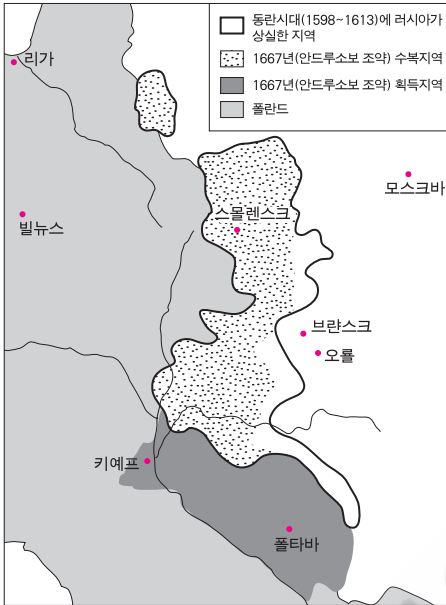 동란시대(1598~1613)에 러시아가
상실한 지역
1667년(안드루소보 조약) 수복지역
1667년(안드루소보 조약) 획득지역
폴란드
리가
모스크바
스몰렌스크
빌뉴스
브랸스크
오룔
키예프
폴타바